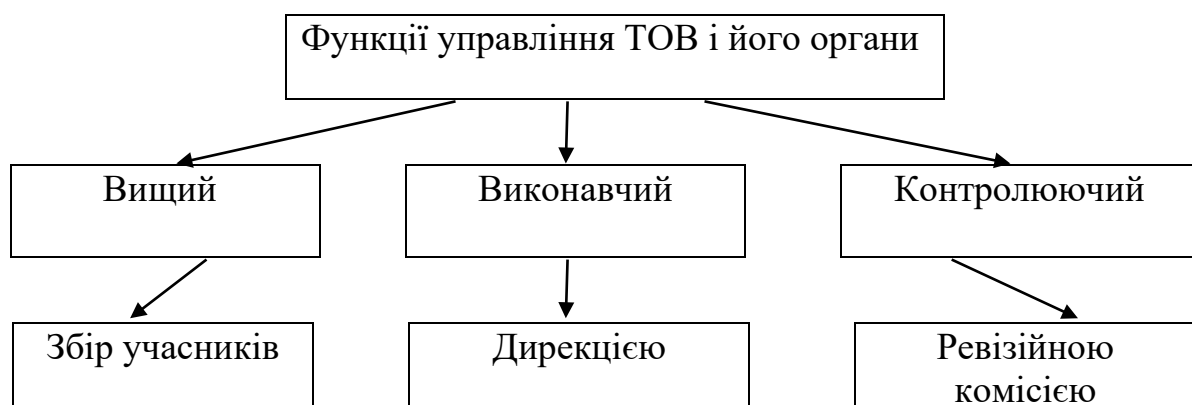 Функції управління ТОВ і його органи
Вищий
Виконавчий
Контролюючий
Збір учасників
Дирекцією
Ревізійною
комісією